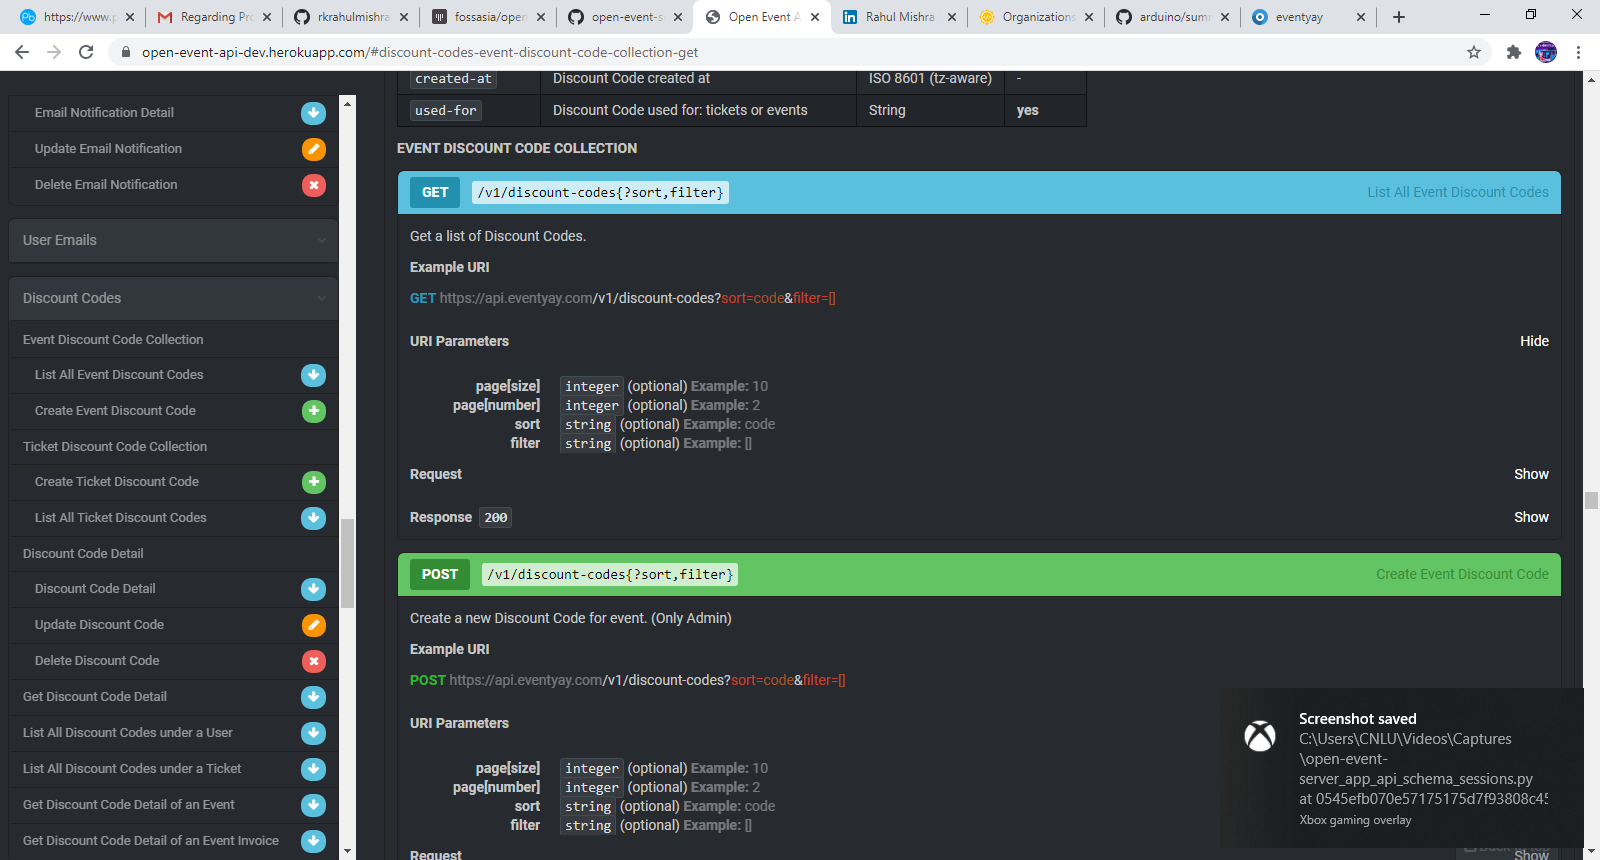 https://www.p
Regarding Pro
rkrahulmishra
fossasia/open
open-event-se
Open Event A
Rahul Mishra
Organizations
arduino/sum
eventyay
open-event-api-dev.herokuapp.com/#discount-codes-event-discount-code-collection-get
Email Notification Detail
Update Email Notification
Delete Email Notification
User Emails
Discount Codes
Event Discount Code Collection
List All Event Discount Codes
Create Event Discount Code
Ticket Discount Code Collection
Create Ticket Discount Code
List All Ticket Discount Codes
Discount Code Detail
Discount Code Detail
Update Discount Code
Delete Discount Code
Get Discount Code Detail
List All Discount Codes under a User
List All Discount Codes under a Ticket
Get Discount Code Detail of an Event
Get Discount Code Detail of an Event Invoice
created-at Discount Code created at ISO 8601 (tz-aware) -
used-for Discount Code used for: tickets or events String yes
EVENT DISCOUNT CODE COLLECTION
GET /v1/discount-codes{?sort,filter} List All Event Discount Codes
Get a list of Discount Codes.
Example URI
GET https://api.eventyay.com/v1/discount-codes?sort=code&filter=[]
URI Parameters Hide
page[size] integer (optional) Example: 10
page[number] integer (optional) Example: 2
sort string (optional) Example: code
filter string (optional) Example: []
Request Show
Response 200 Show
POST /v1/discount-codes{?sort,filter} Create Event Discount Code
Create a new Discount Code for event. (Only Admin)
Example URI
POST https://api.eventyay.com/v1/discount-codes?sort=code&filter=[]
URI Parameters
page[size] integer (optional) Example: 10
page[number] integer (optional) Example: 2
sort string (optional) Example: code
filter string (optional) Example: []
Request Show
Screenshot saved
C:\Users\CNLU\Videos\Captures
\open-event-
server_app_api_schema_sessions.py
at 0545efb070e57175175d7f93808c45
Xbox gaming overlay
Back to top